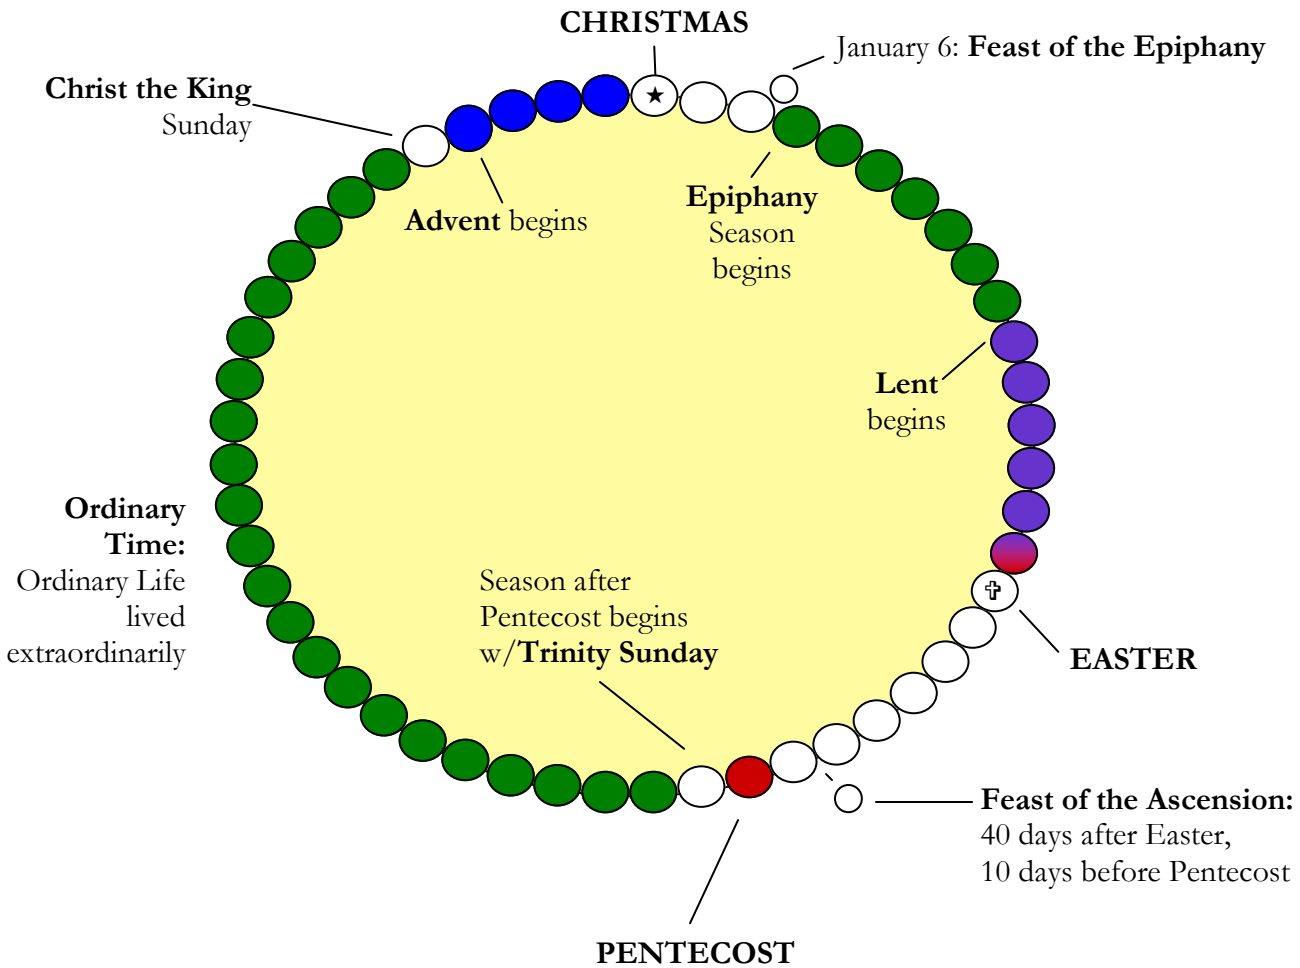 CHRISTMAS
January 6: Feast of the Epiphany
Christ the King
Sunday
★
Advent begins
Epiphany
Season
begins
Lent
begins
Ordinary
Time:
Ordinary Life
lived
extraordinarily
Season after
Pentecost begins
w/Trinity Sunday
✞
EASTER
Feast of the Ascension:
40 days after Easter,
10 days before Pentecost
PENTECOST